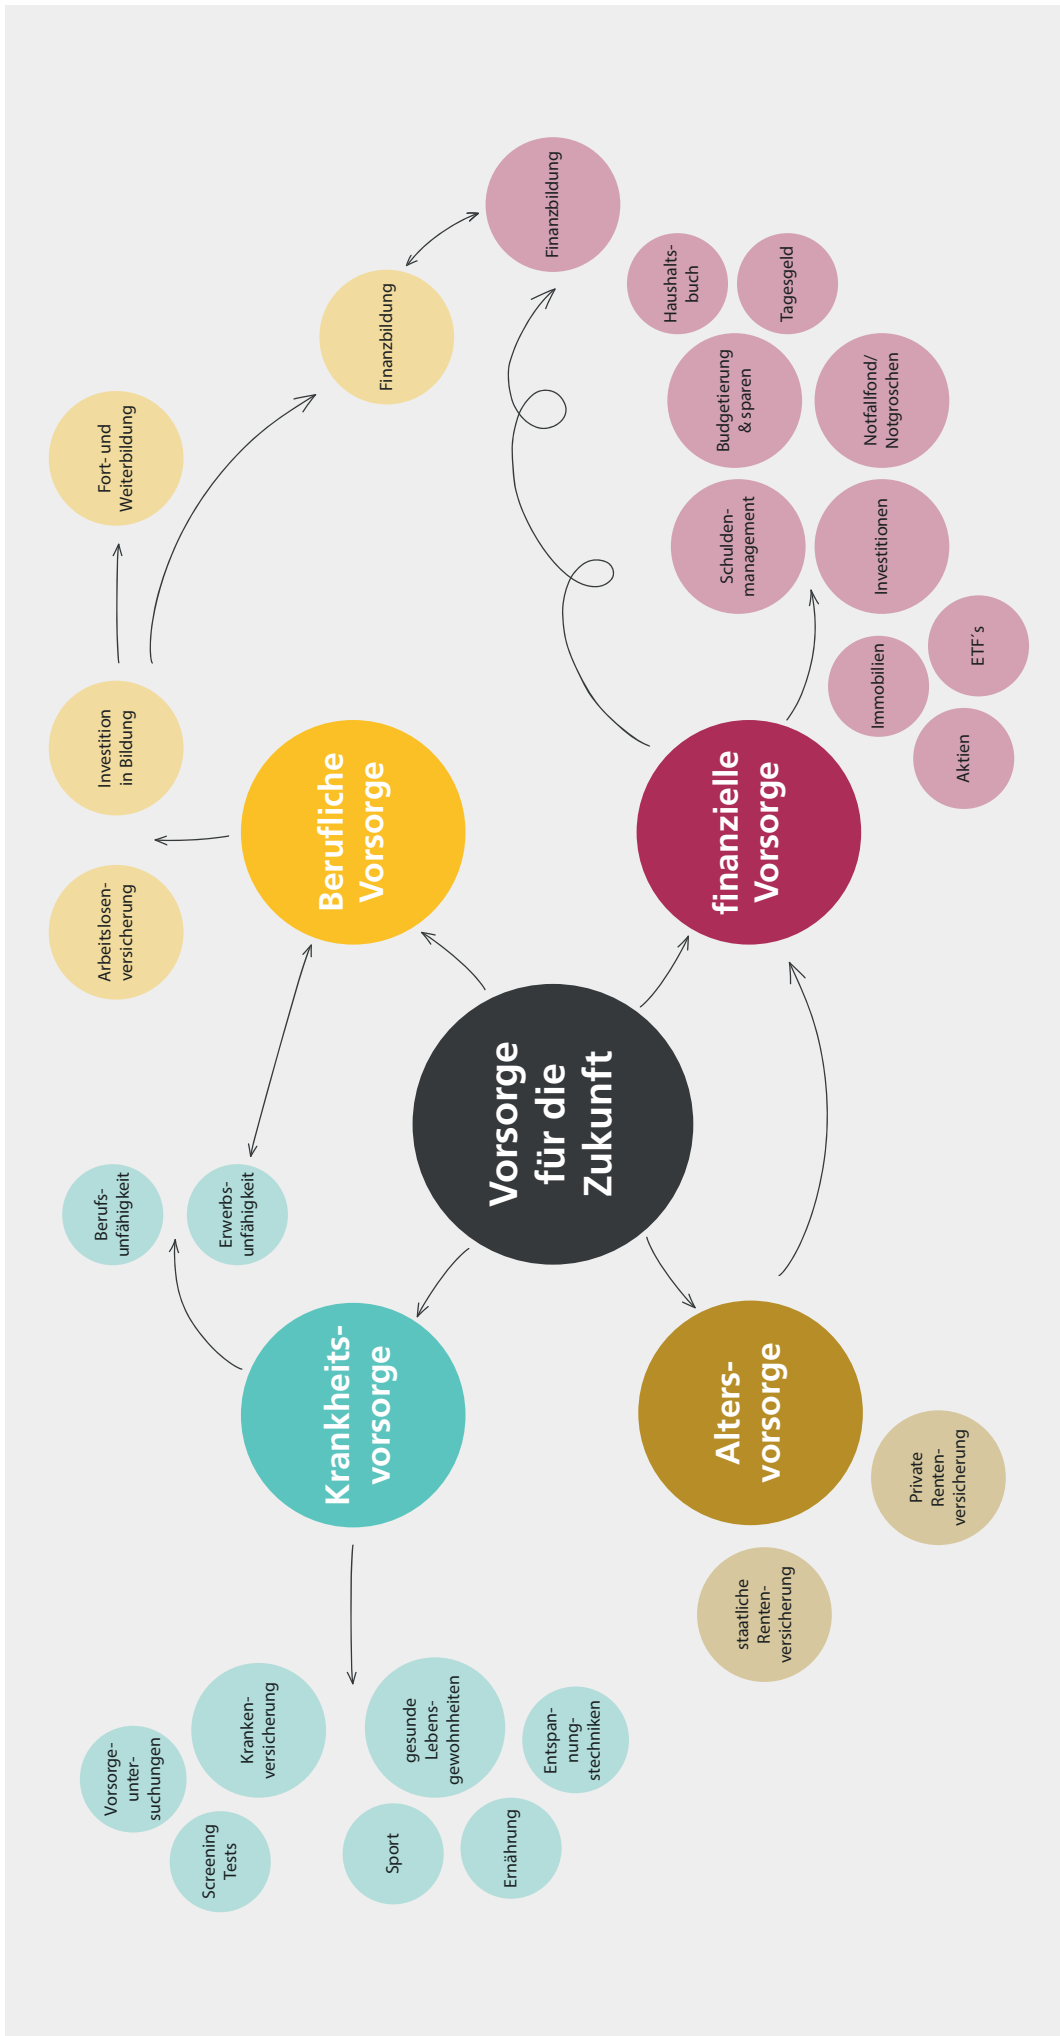 Vorsorge
für die
Zukunft
Krankheits-
vorsorge
Berufs-
unfähigkeit
Erwerbs-
unfähigkeit
Vorsorge-
unter-
suchungen
Screening
Tests
Kranken-
versicherung
gesunde
Lebens-
gewohnheiten
Sport
Ernährung
Entspan-
nung-
stechniken
Berufliche
Vorsorge
Arbeitslosen-
versicherung
Investition
in Bildung
Fort- und
Weiterbildung
Finanzbildung
Finanzbildung
finanzielle
Vorsorge
Schulden-
management
Budgetierung
& sparen
Haushalts-
buch
Tagesgeld
Notfallfond/
Notgroschen
Investitionen
Immobilien
ETF´s
Aktien
Alters-
vorsorge
staatliche
Renten-
versicherung
Private
Renten-
versicherung